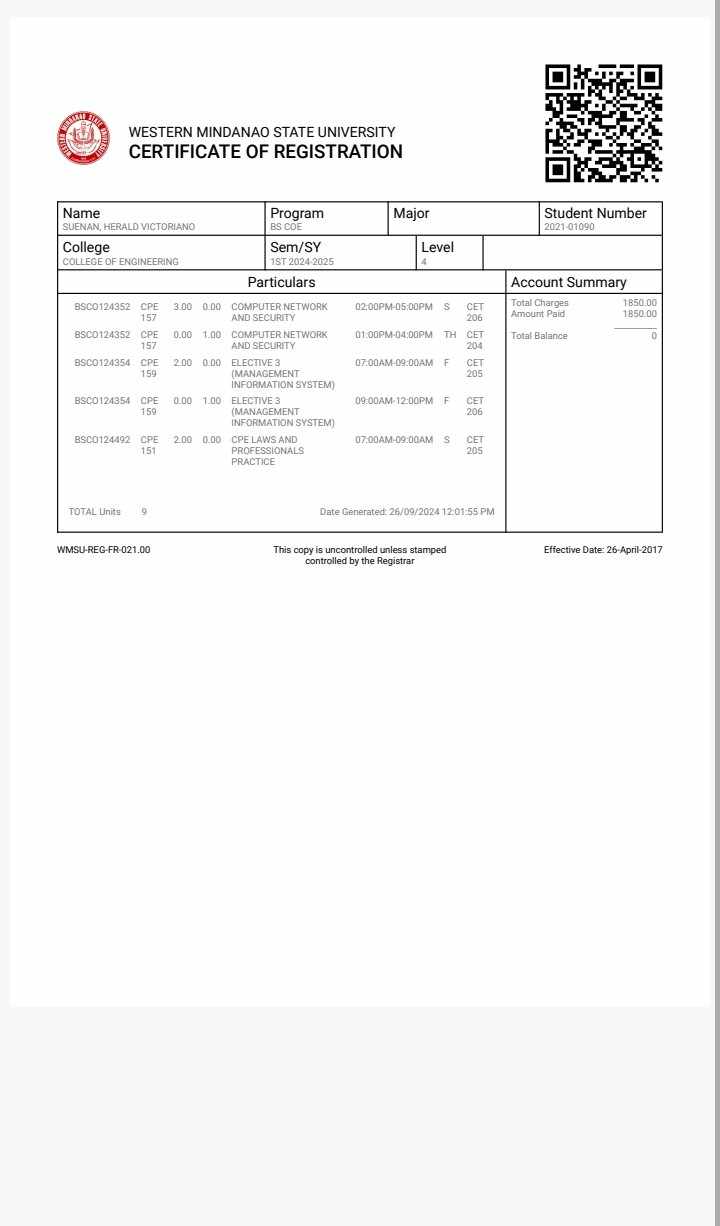 WESTERN MINDANAO STATE UNIVERSITY
CERTIFICATE OF REGISTRATION
Name
SUENAN, HERALD VICTORIANO
Program
BS COE
Major
Student Number
2021-01090
College
COLLEGE OF ENGINEERING
Sem/SY
1ST 2024-2025
Level
4
Particulars
Account Summary
BSCO124352 CPE 3.00 0.00 COMPUTER NETWORK 02:00PM-05:00PM S CET
157 AND SECURITY 206
BSCO124352 CPE 0.00 1.00 COMPUTER NETWORK 01:00PM-04:00PM TH CET
157 AND SECURITY 204
BSCO124354 CPE 2.00 0.00 ELECTIVE 3 07:00AM-09:00AM F CET
159 (MANAGEMENT 205
INFORMATION SYSTEM)
BSCO124354 CPE 0.00 1.00 ELECTIVE 3 09:00AM-12:00PM F CET
159 (MANAGEMENT 206
INFORMATION SYSTEM)
BSCO124492 CPE 2.00 0.00 CPE LAWS AND 07:00AM-09:00AM S CET
151 PROFESSIONALS 205
PRACTICE
TOTAL Units 9 Date Generated: 26/09/2024 12:01:55 PM
Total Charges 1850.00
Amount Paid 1850.00
Total Balance 0
WMSU-REG-FR-021.00
This copy is uncontrolled unless stamped
controlled by the Registrar
Effective Date: 26-April-2017